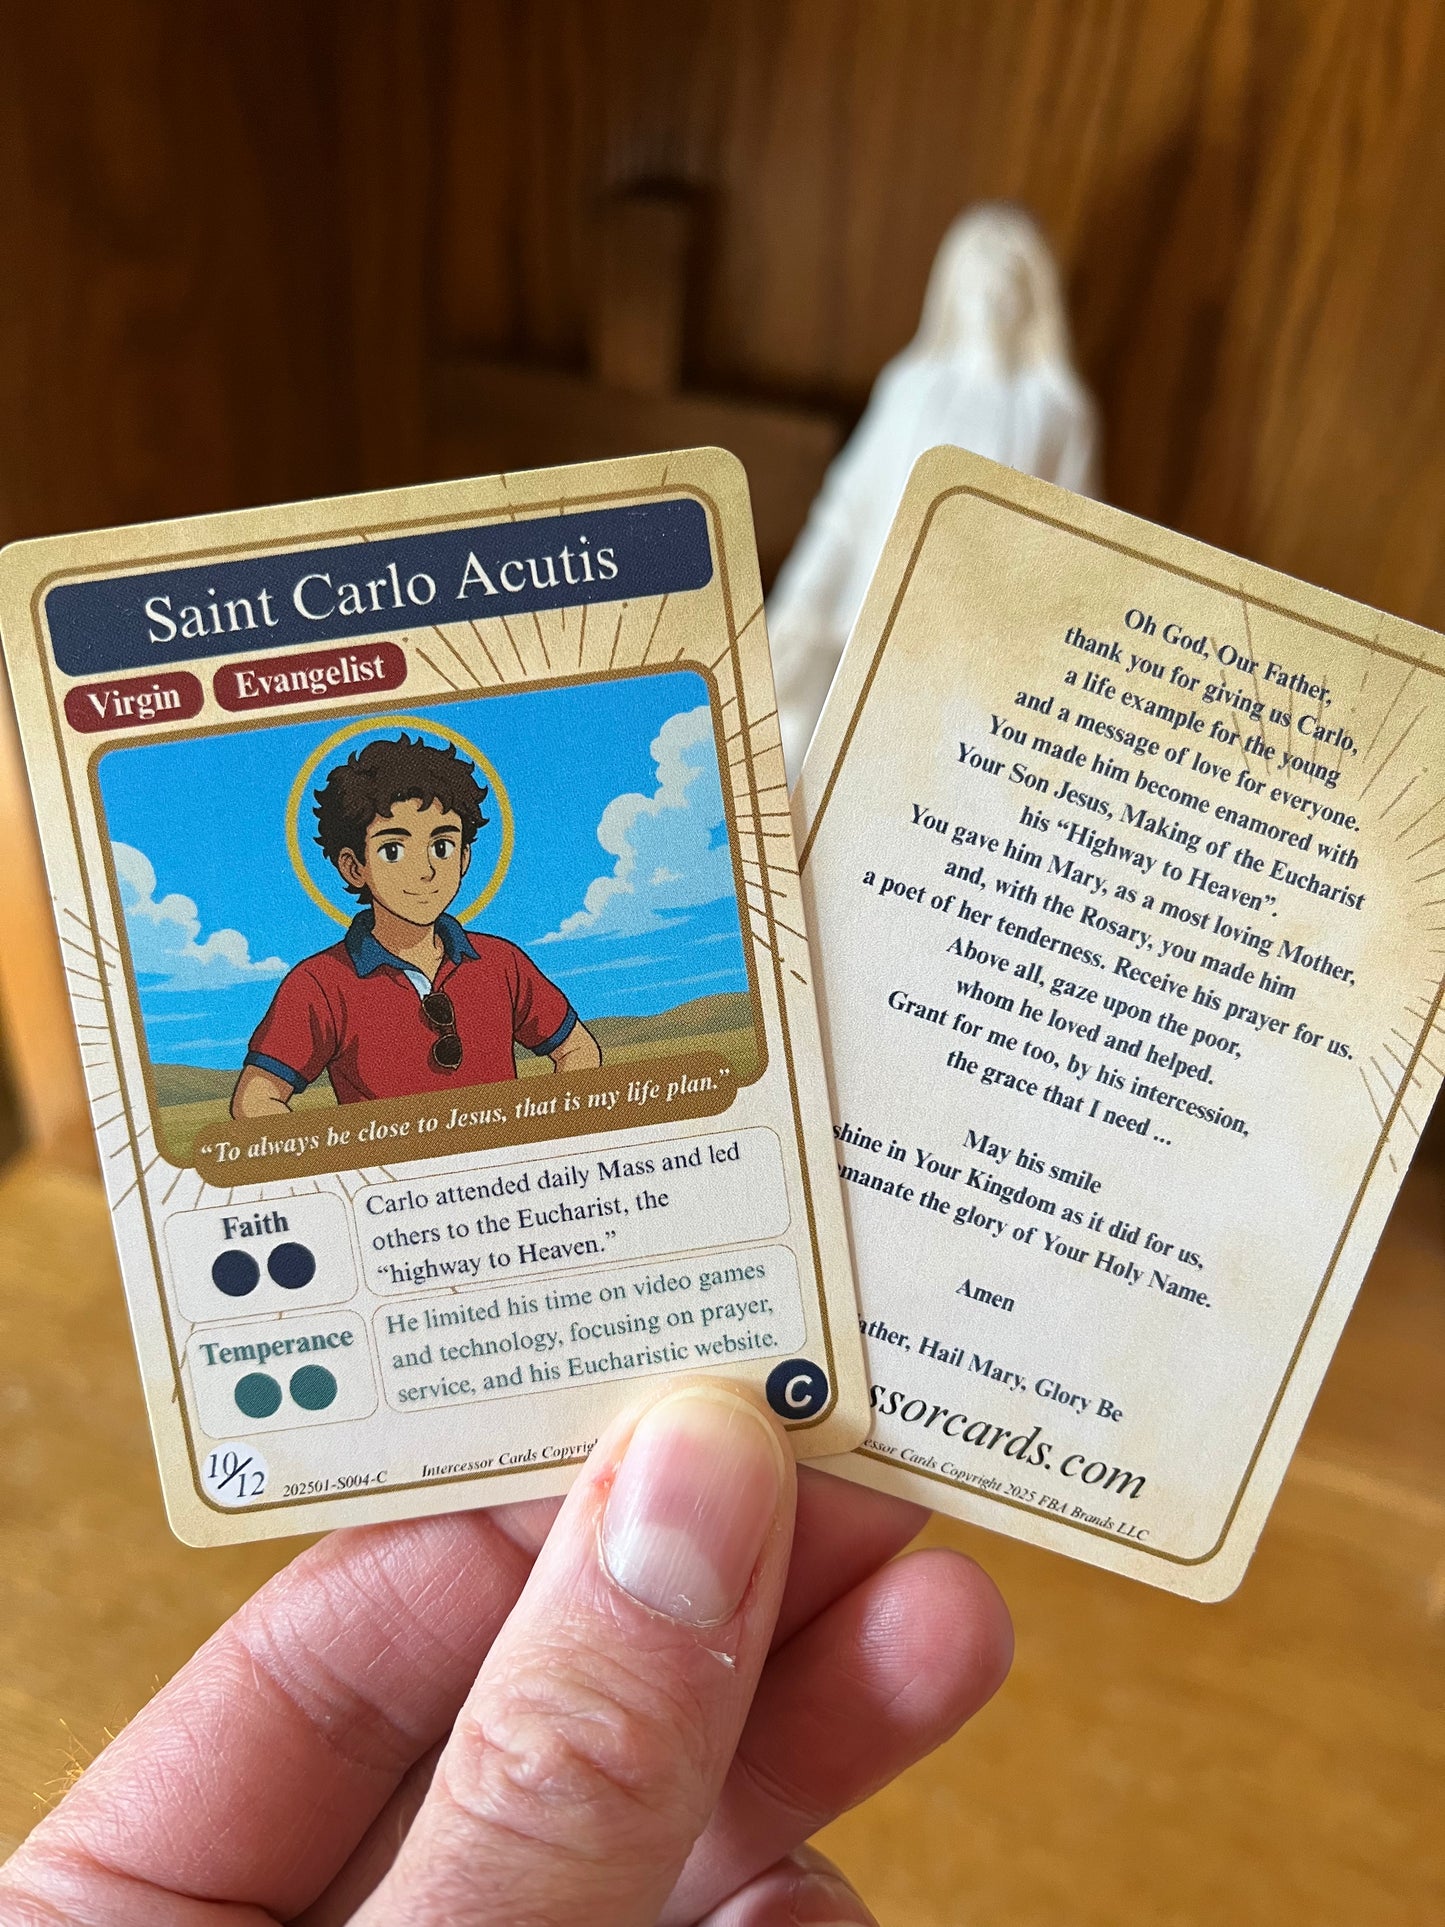 Saint Carlo Acutis
Virgin
Evangelist
“To always be close to Jesus, that is my life plan.”
Faith
Carlo attended daily Mass and led
others to the Eucharist, the
“highway to Heaven.”
Temperance
He limited his time on video games
and technology, focusing on prayer,
service, and his Eucharistic website.
C
10/12
202501-S004-C
Intercessor Cards
Oh God, Our Father,
thank you for giving us Carlo,
a life example for the young
and a message of love for everyone.
You made him become enamored with
Your Son Jesus, Making of the Eucharist
his “Highway to Heaven”.
You gave him Mary, as a most loving Mother,
and, with the Rosary, you made him
a poet of her tenderness. Receive his prayer for us.
Above all, gaze upon the poor,
whom he loved and helped.
Grant for me too, by his intercession,
the grace that I need ...
May his smile
shine in Your Kingdom as it did for us,
the glory of Your Holy Name.
Amen
Hail Mary, Glory Be
ssorcards.com
Cards Copyright 2025 FBA Brands LLC